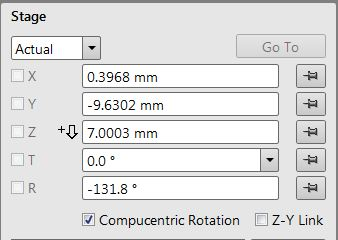 Stage
Actual Go To
X 0.3968 mm
Y -9.6302 mm
Z 7.0003 mm
T 0.0 °
R -131.8 °
Compucentric Rotation Z-Y Link